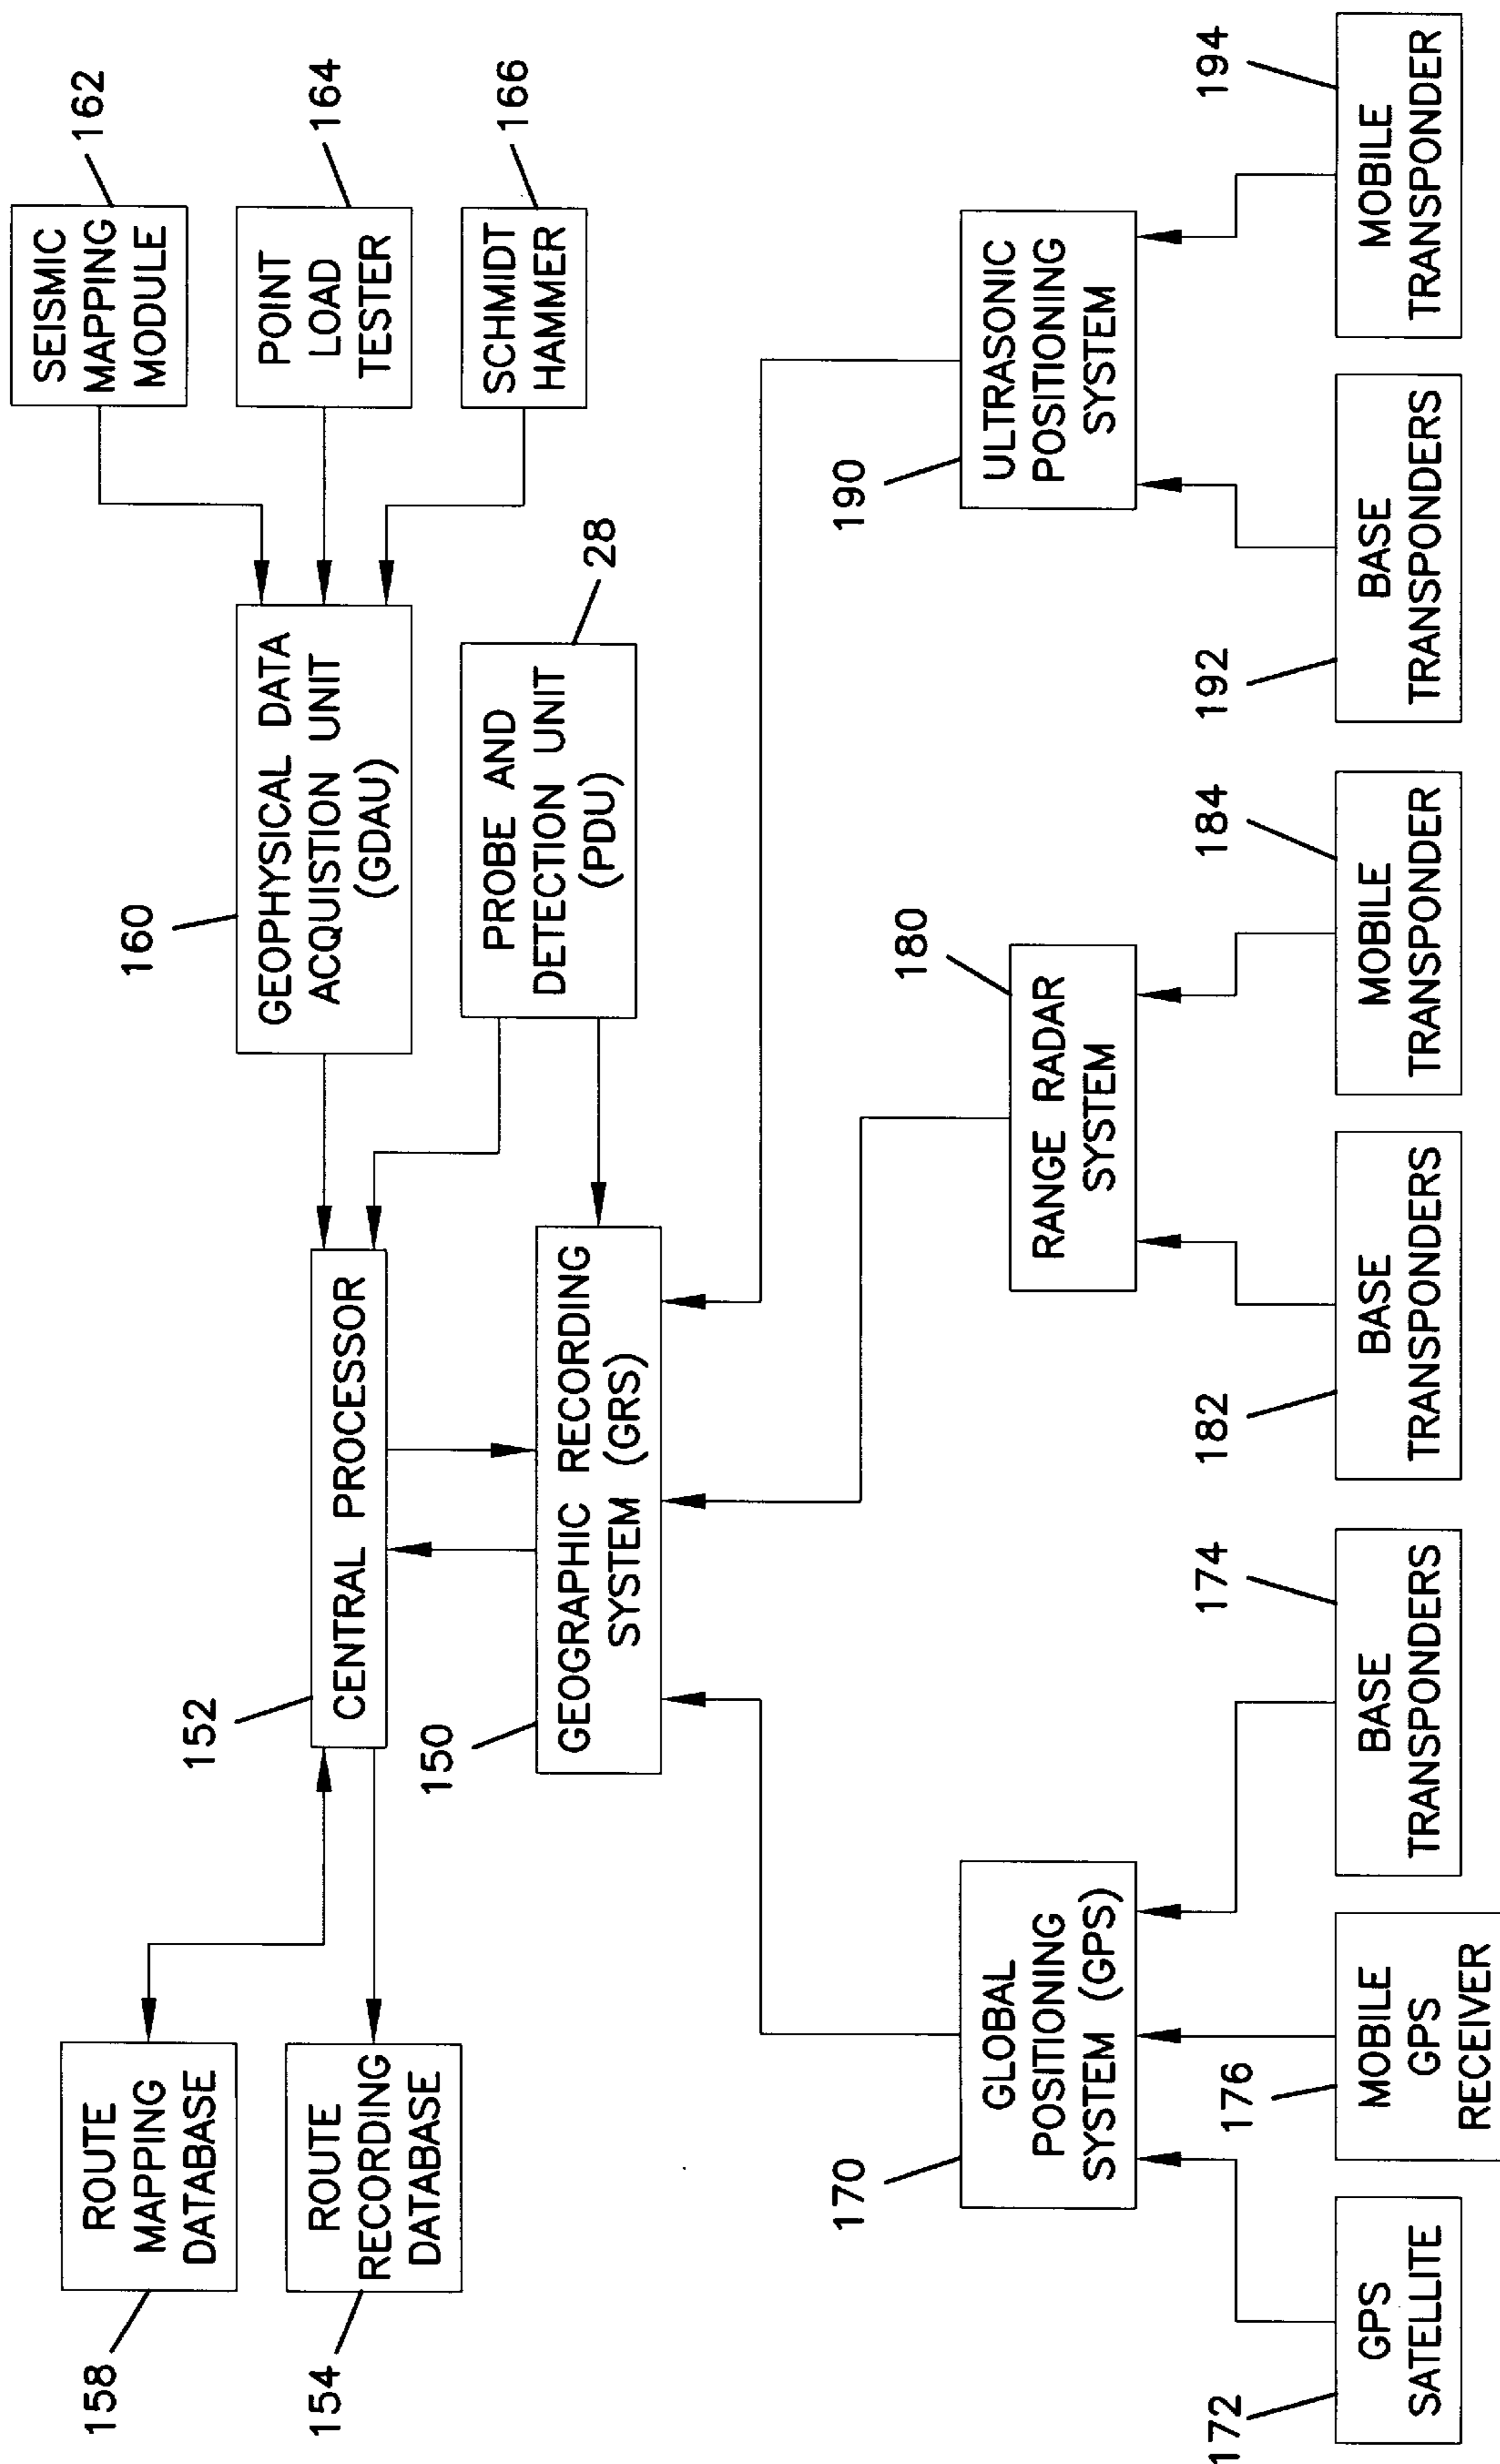 158
ROUTE
MAPPING
DATABASE
154
ROUTE
RECORDING
DATABASE
152
CENTRAL PROCESSOR
160
GEOPHYSICAL DATA
ACQUISTION UNIT
(GDAU)
SEISMIC
MAPPING
MODULE
162
POINT
LOAD
TESTER
164
SCHMIDT
HAMMER
166
PROBE AND
DETECTION UNIT
(PDU)
28
150
GEOGRAPHIC RECORDING
SYSTEM (GRS)
170
GLOBAL
POSITIONING
SYSTEM (GPS)
180
RANGE RADAR
SYSTEM
190
ULTRASONIC
POSITIONING
SYSTEM
172
GPS
SATELLITE
176
MOBILE
GPS
RECEIVER
174
BASE
TRANSPONDERS
182
BASE
TRANSPONDERS
184
MOBILE
TRANSPONDER
192
BASE
TRANSPONDERS
194
MOBILE
TRANSPONDER